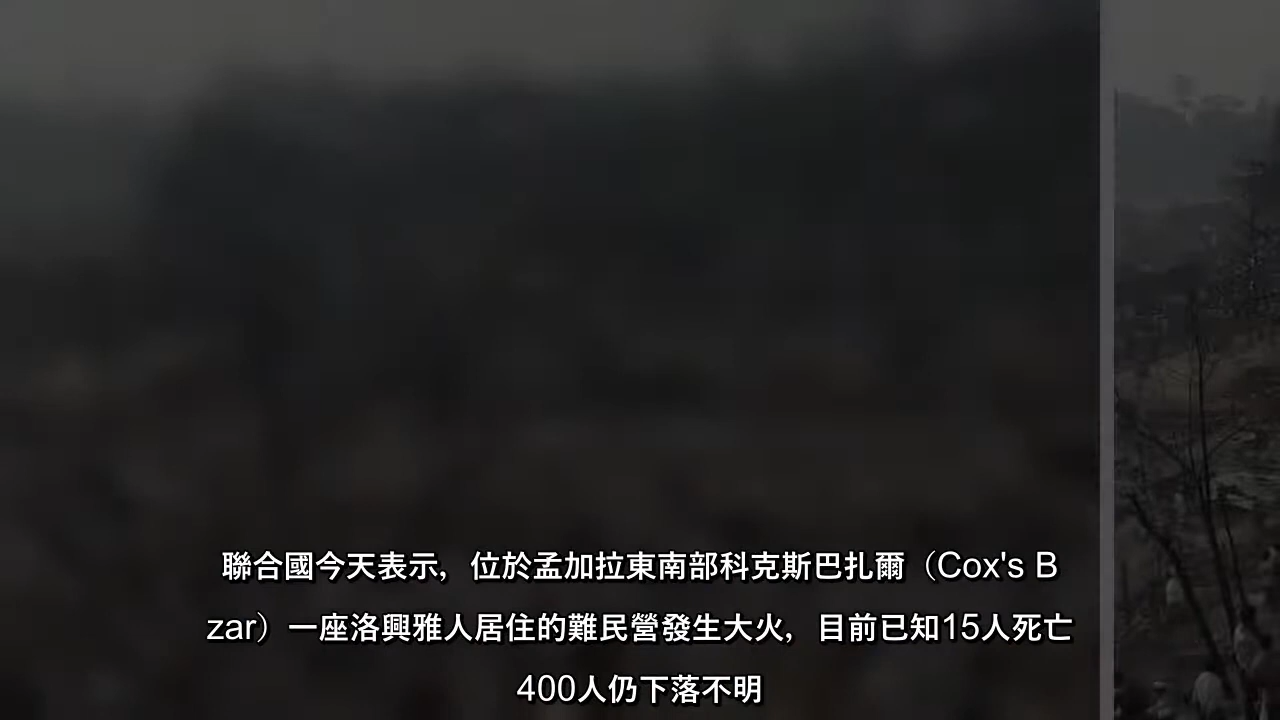 聯合國今天表示，位於孟加拉東南部科克斯巴扎爾（Cox's B
zar）一座洛興雅人居住的難民營發生大火，目前已知15人死亡
400人仍下落不明